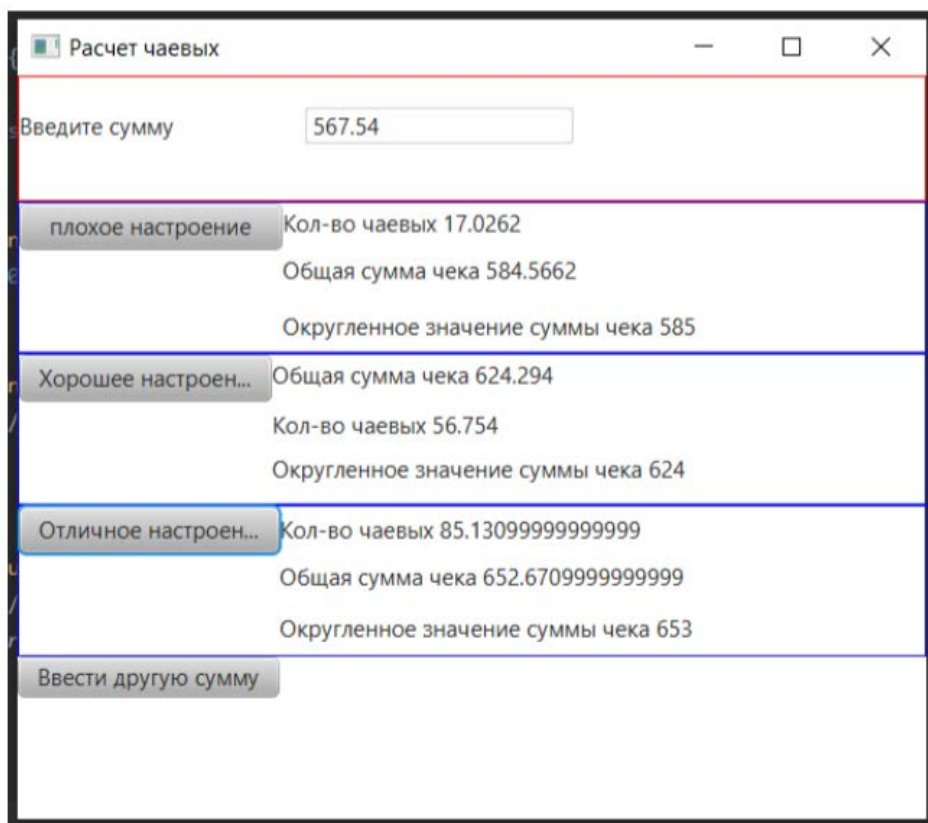 Расчет чаевых
Введите сумму 567.54
плохое настроение Кол-во чаевых 17.0262
Общая сумма чека 584.5662
Округленное значение суммы чека 585
Хорошее настроен... Общая сумма чека 624.294
Кол-во чаевых 56.754
Округленное значение суммы чека 624
Отличное настроен... Кол-во чаевых 85.13099999999999
Общая сумма чека 652.6709999999999
Округленное значение суммы чека 653
Ввести другую сумму